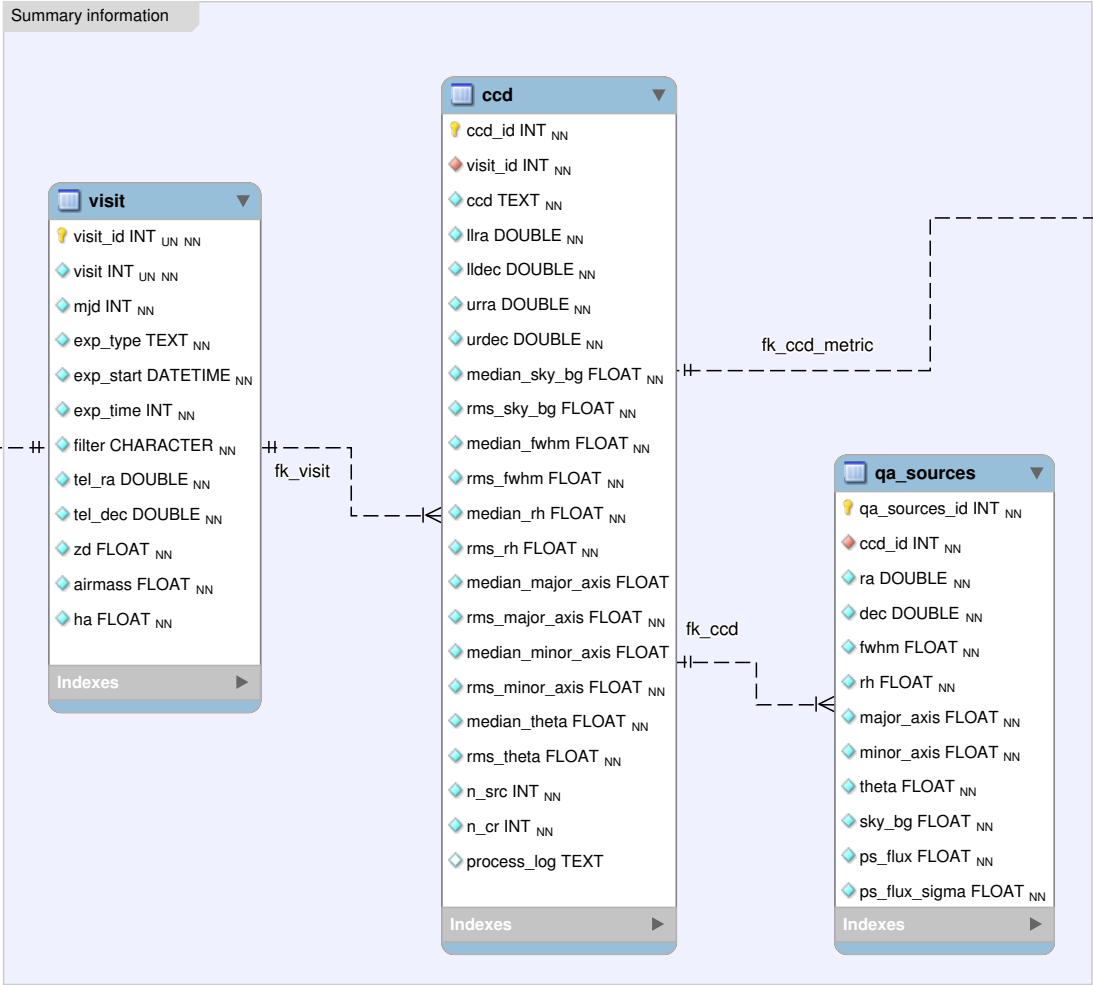 Summary information
visit
visit_id INT UN NN
visit INT UN NN
mjd INT NN
exp_type TEXT NN
exp_start DATETIME NN
exp_time INT NN
filter CHARACTER NN
tel_ra DOUBLE NN
tel_dec DOUBLE NN
zd FLOAT NN
airmass FLOAT NN
ha FLOAT NN
Indexes
fk_visit
ccd
ccd_id INT NN
visit_id INT NN
ccd TEXT NN
llra DOUBLE NN
lldec DOUBLE NN
urra DOUBLE NN
urdec DOUBLE NN
median_sky_bg FLOAT NN
rms_sky_bg FLOAT NN
median_fwhm FLOAT NN
rms_fwhm FLOAT NN
median_rh FLOAT NN
rms_rh FLOAT NN
median_major_axis FLOAT
rms_major_axis FLOAT NN
median_minor_axis FLOAT
rms_minor_axis FLOAT NN
median_theta FLOAT NN
rms_theta FLOAT NN
n_src INT NN
n_cr INT NN
process_log TEXT
Indexes
fk_ccd_metric
fk_ccd
qa_sources
qa_sources_id INT NN
ccd_id INT NN
ra DOUBLE NN
dec DOUBLE NN
fwhm FLOAT NN
rh FLOAT NN
major_axis FLOAT NN
minor_axis FLOAT NN
theta FLOAT NN
sky_bg FLOAT NN
ps_flux FLOAT NN
ps_flux_sigma FLOAT NN
Indexes